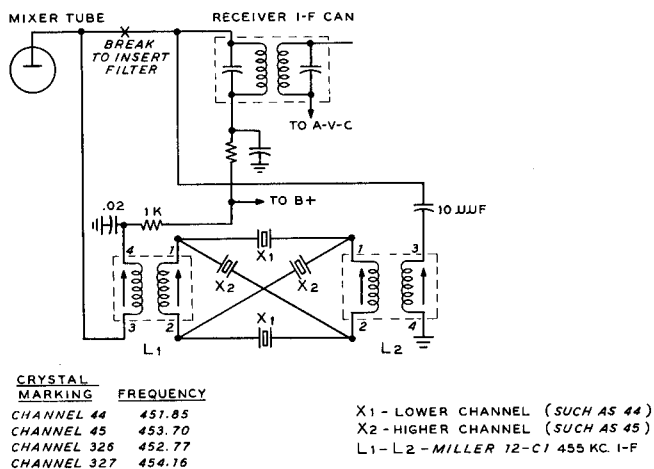 MIXER TUBE
RECEIVER I-F CAN
BREAK
TO INSERT
FILTER
TO A-V-C
TO B+
.02
1K
10 UUF
4
1
X1
1
3
X2
X2
3
2
X1
2
4
L1
L2
CRYSTAL
MARKING FREQUENCY
CHANNEL 44 451.85
CHANNEL 45 453.70
CHANNEL 326 452.77
CHANNEL 327 454.16
X1 - LOWER CHANNEL (SUCH AS 44)
X2 - HIGHER CHANNEL (SUCH AS 45)
L1 - L2 - MILLER 12-C1 455 KC. I-F